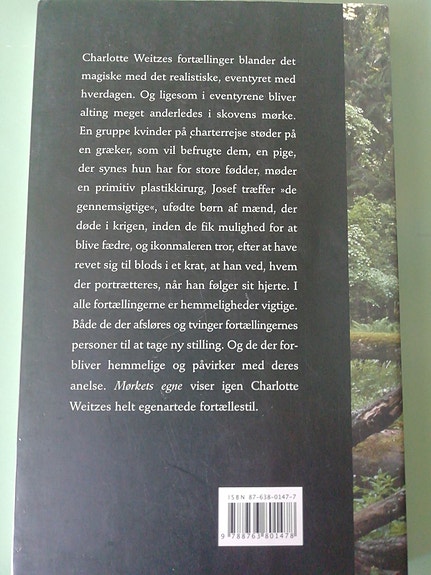 Charlotte Weitzes fortællinger blander det
magiske med det realistiske, eventyret med
hverdagen. Og ligesom i eventyrene bliver
alting meget anderledes i skovens mørke.
En gruppe kvinder på charterrejse støder på
en græker, som vil befrugte dem, en pige,
der synes hun har for store fødder, møder
en primitiv plastikkirurg, Josef træffer »de
gennemsigtige«, ufødte børn af mænd, der
døde i krigen, inden de fik mulighed for at
blive fædre, og ikonmaleren tror, efter at have
revet sig til blods i et krat, at han ved, hvem
der portrætteres, når han følger sit hjerte. I
alle fortællingerne er hemmeligheder vigtige.
Både de der afsløres og tvinger fortællingernes
personer til at tage ny stilling. Og de der for-
bliver hemmelige og påvirker med deres
anelse. Mørkets egne viser igen Charlotte
Weitzes helt egenartede fortællestil.
ISBN 87-638-0147-7
9 788763 801478